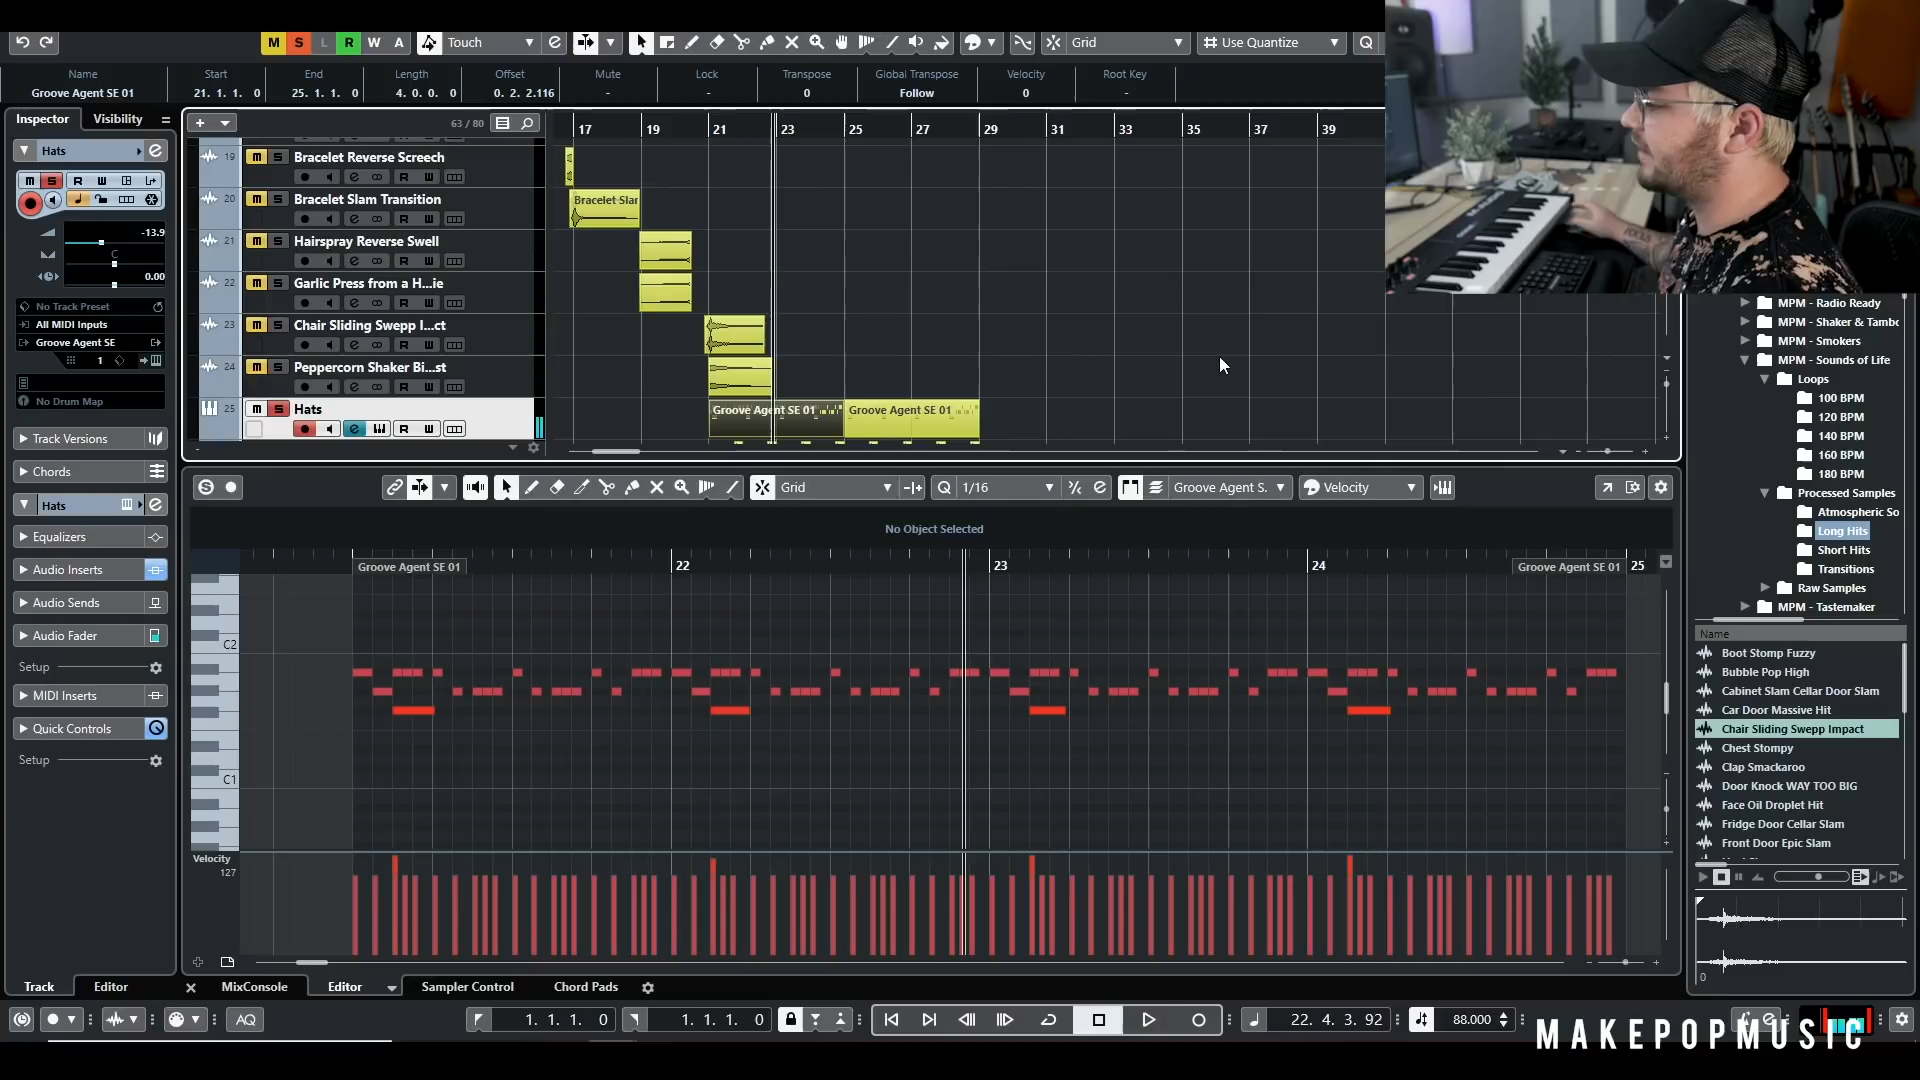 M S L R W A Touch Grid Use Quantize
Name Start End Length Offset Mute Lock Transpose Global Transpose Velocity Root Key
Groove Agent SE 01 21. 1. 1. 0 25. 1. 1. 0 4. 0. 0. 0 0. 2. 2.116 - - 0 Follow 0 -
Inspector Visibility
63 / 80
17 19 21 23 25 27 29 31 33 35 37 39
Hats
M S R W
-13.9
C
0.00
No Track Preset
All MIDI Inputs
Groove Agent SE
1
No Drum Map
Track Versions
Chords
Hats
Equalizers
Audio Inserts
Audio Sends
Audio Fader
Setup
MIDI Inserts
Quick Controls
Setup
19 M S Bracelet Reverse Screech
R W
20 M S Bracelet Slam Transition
R W
Bracelet Slar
21 M S Hairspray Reverse Swell
R W
22 M S Garlic Press from a H...ie
R W
23 M S Chair Sliding Swepp I...ct
R W
24 M S Peppercorn Shaker Bi...st
R W
25 M S Hats
R W
Groove Agent SE 01 Groove Agent SE 01
Grid 1/16 Groove Agent S. Velocity
No Object Selected
Groove Agent SE 01 22 23 24 Groove Agent SE 01 25
C2
C1
Velocity
127
MPM - Radio Ready
MPM - Shaker & Tambo
MPM - Smokers
MPM - Sounds of Life
Loops
100 BPM
120 BPM
140 BPM
160 BPM
180 BPM
Processed Samples
Atmospheric So
Long Hits
Short Hits
Transitions
Raw Samples
MPM - Tastemaker
Name
Boot Stomp Fuzzy
Bubble Pop High
Cabinet Slam Cellar Door Slam
Car Door Massive Hit
Chair Sliding Swepp Impact
Chest Stompy
Clap Smackaroo
Door Knock WAY TOO BIG
Face Oil Droplet Hit
Fridge Door Cellar Slam
Front Door Epic Slam
0
Track Editor MixConsole Editor Sampler Control Chord Pads
AQ 1. 1. 1. 0 1. 1. 1. 0 22. 4. 3. 92 88.000
MAKEPOPMUSIC